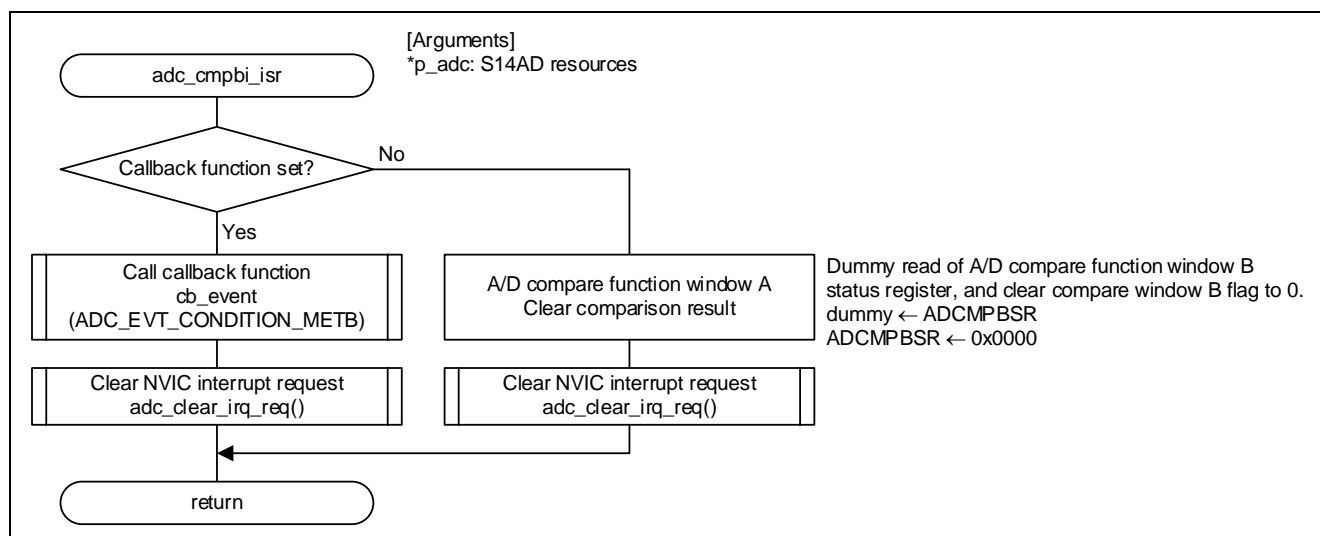 [Arguments]
*p_adc: S14AD resources
adc_cmpbi_isr
Callback function set?
No
Yes
Call callback function
cb_event
(ADC_EVT_CONDITION_METB)
A/D compare function window A
Clear comparison result
Dummy read of A/D compare function window B
status register, and clear compare window B flag to 0.
dummy ← ADCMPBSR
ADCMPBSR ← 0x0000
Clear NVIC interrupt request
adc_clear_irq_req()
Clear NVIC interrupt request
adc_clear_irq_req()
return